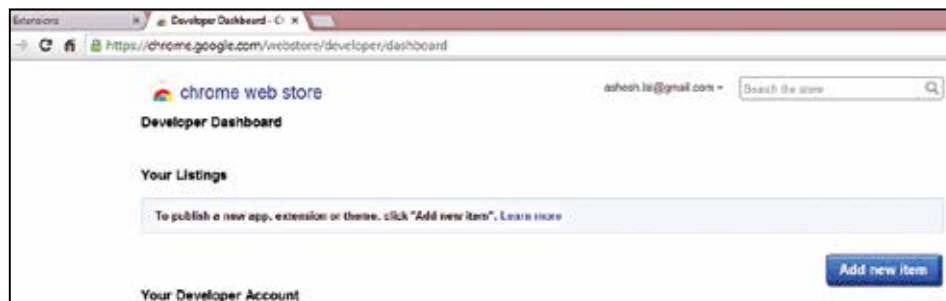 Extensions
Developer Dashboard - C
https://chrome.google.com/webstore/developer/dashboard
chrome web store
Search the store
Developer Dashboard
Your Listings
To publish a new app, extension or theme, click "Add new item". Learn more
Add new item
Your Developer Account